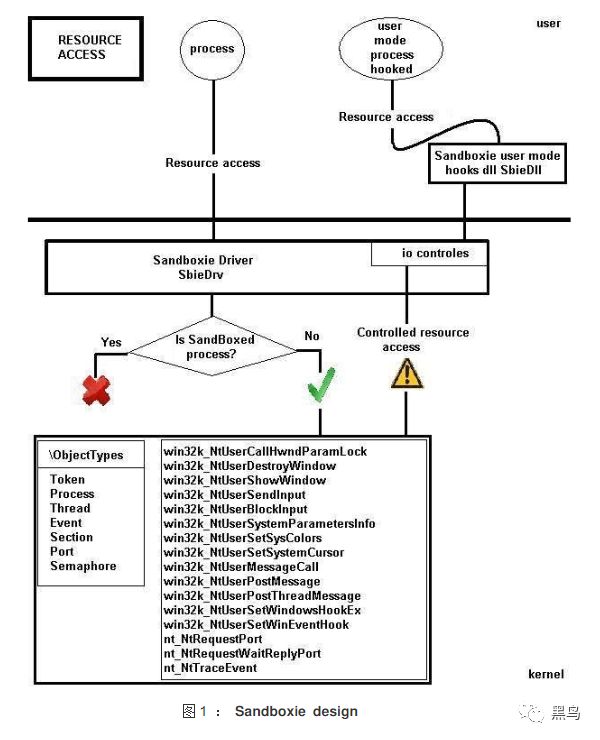 RESOURCE
ACCESS
process
user
mode
process
hooked
user
Resource access
Resource access
Sandboxie user mode
hooks dll SbieDll
Sandboxie Driver
SbieDrv
io controles
Is SandBoxed
process?
Yes
No
Controlled resource
access
\ObjectTypes
Token
Process
Thread
Event
Section
Port
Semaphore
win32k_NtUserCallHwndParamLock
win32k_NtUserDestroyWindow
win32k_NtUserShowWindow
win32k_NtUserSendInput
win32k_NtUserBlockInput
win32k_NtUserSystemParametersInfo
win32k_NtUserSetSysColors
win32k_NtUserSetSystemCursor
win32k_NtUserMessageCall
win32k_NtUserPostMessage
win32k_NtUserPostThreadMessage
win32k_NtUserSetWindowsHookEx
win32k_NtUserSetWinEventHook
nt_NtRequestPort
nt_NtRequestWaitReplyPort
nt_NtTraceEvent
kernel
图 1 ： Sandboxie design
黑鸟